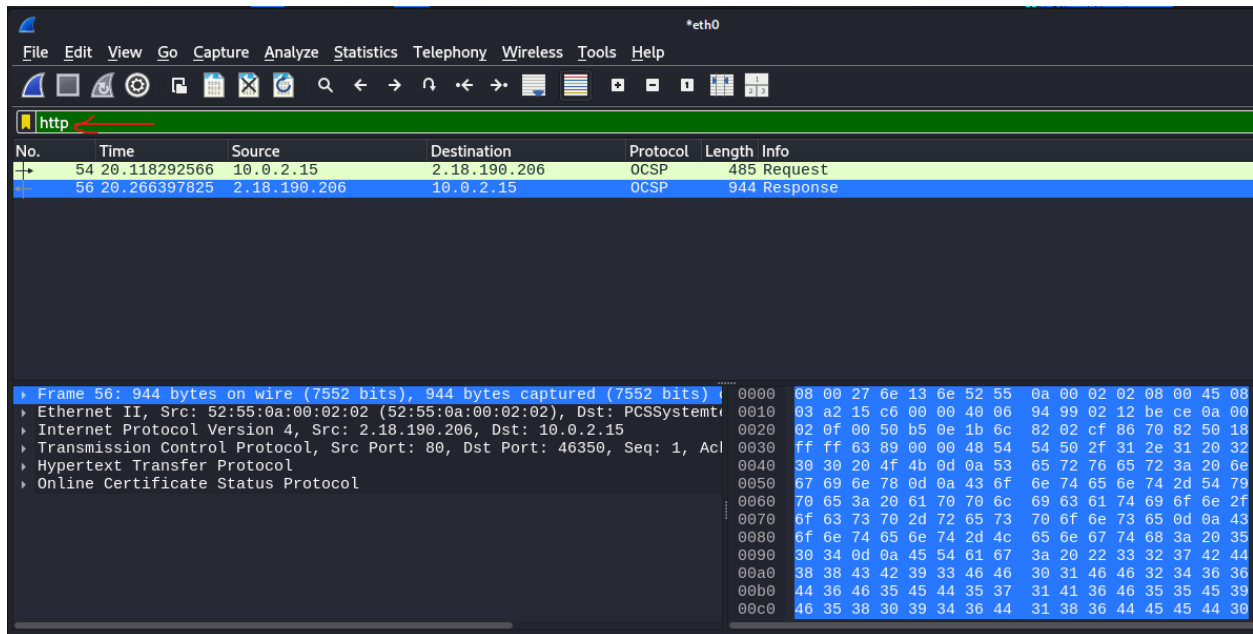 *eth0
File Edit View Go Capture Analyze Statistics Telephony Wireless Tools Help
http
No. Time Source Destination Protocol Length Info
54 20.118292566 10.0.2.15 2.18.190.206 OCSP 485 Request
56 20.266397825 2.18.190.206 10.0.2.15 OCSP 944 Response
Frame 56: 944 bytes on wire (7552 bits), 944 bytes captured (7552 bits)
Ethernet II, Src: 52:55:0a:00:02:02 (52:55:0a:00:02:02), Dst: PCSSystemte
Internet Protocol Version 4, Src: 2.18.190.206, Dst: 10.0.2.15
Transmission Control Protocol, Src Port: 80, Dst Port: 46350, Seq: 1, Ack
Hypertext Transfer Protocol
Online Certificate Status Protocol
0000 08 00 27 6e 13 6e 52 55 0a 00 02 02 08 00 45 08
0010 03 a2 15 c6 00 00 40 06 94 99 02 12 be ce 0a 00
0020 02 0f 00 50 b5 0e 1b 6c 82 02 cf 86 70 82 50 18
0030 ff ff 63 89 00 00 48 54 54 50 2f 31 2e 31 20 32
0040 30 30 20 4f 4b 0d 0a 53 65 72 76 65 72 3a 20 6e
0050 67 69 6e 78 0d 0a 43 6f 6e 74 65 6e 74 2d 54 79
0060 70 65 3a 20 61 70 70 6c 69 63 61 74 69 6f 6e 2f
0070 6f 63 73 70 2d 72 65 73 70 6f 6e 73 65 0d 0a 43
0080 6f 6e 74 65 6e 74 2d 4c 65 6e 67 74 68 3a 20 35
0090 30 34 0d 0a 45 54 61 67 3a 20 22 33 32 37 42 44
00a0 38 38 43 42 39 33 46 46 30 31 46 46 32 34 36 36
00b0 44 36 46 35 45 44 35 37 31 41 36 46 35 35 45 39
00c0 46 35 38 30 39 34 36 44 31 38 36 44 45 45 44 30